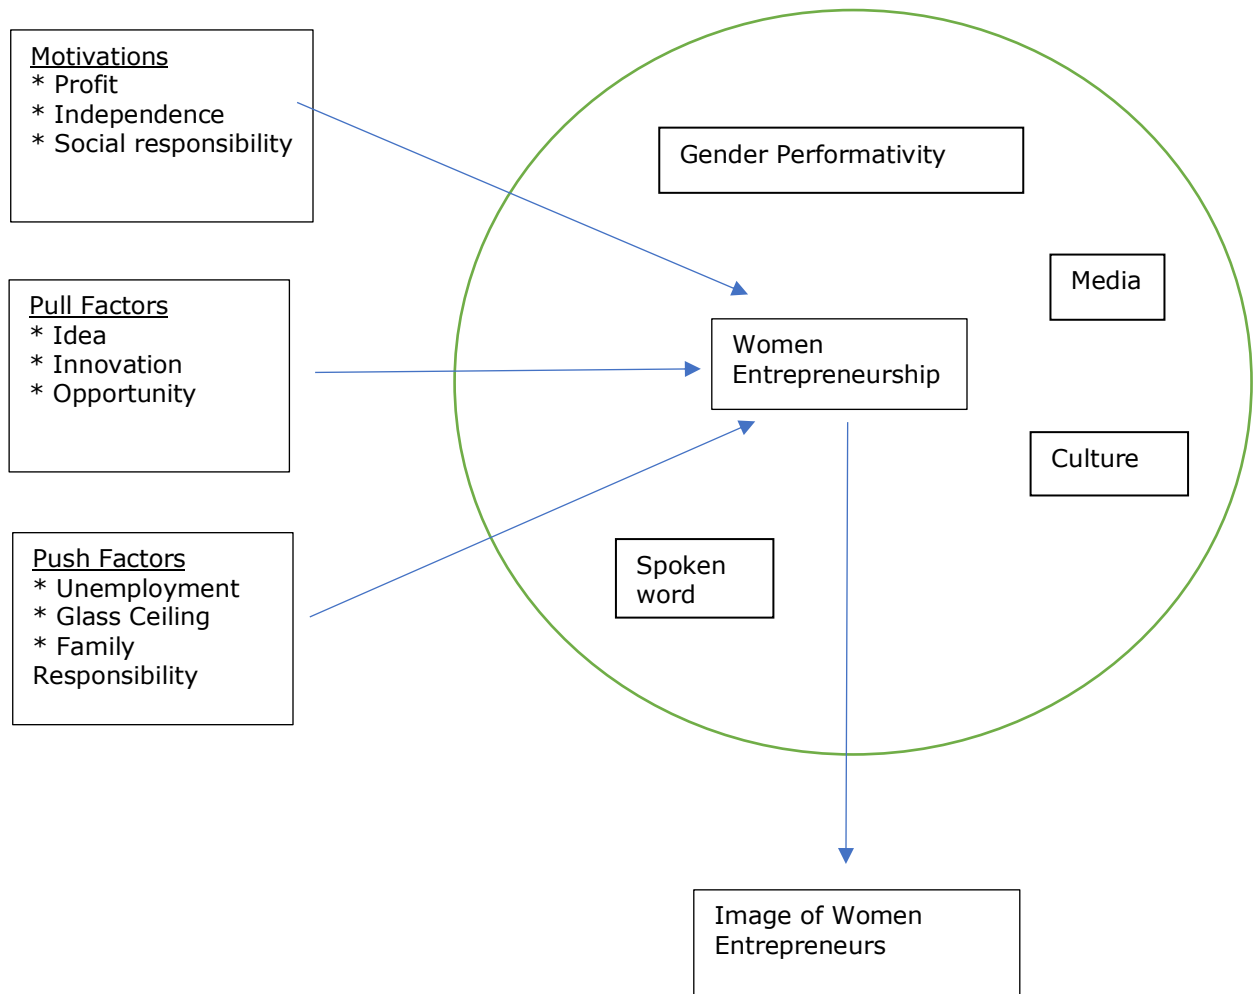 Motivations
* Profit
* Independence
* Social responsibility
Gender Performativity
Media
Pull Factors
* Idea
* Innovation
* Opportunity
Women
Entrepreneurship
Culture
Push Factors
* Unemployment
* Glass Ceiling
* Family
Responsibility
Spoken
word
Image of Women
Entrepreneurs